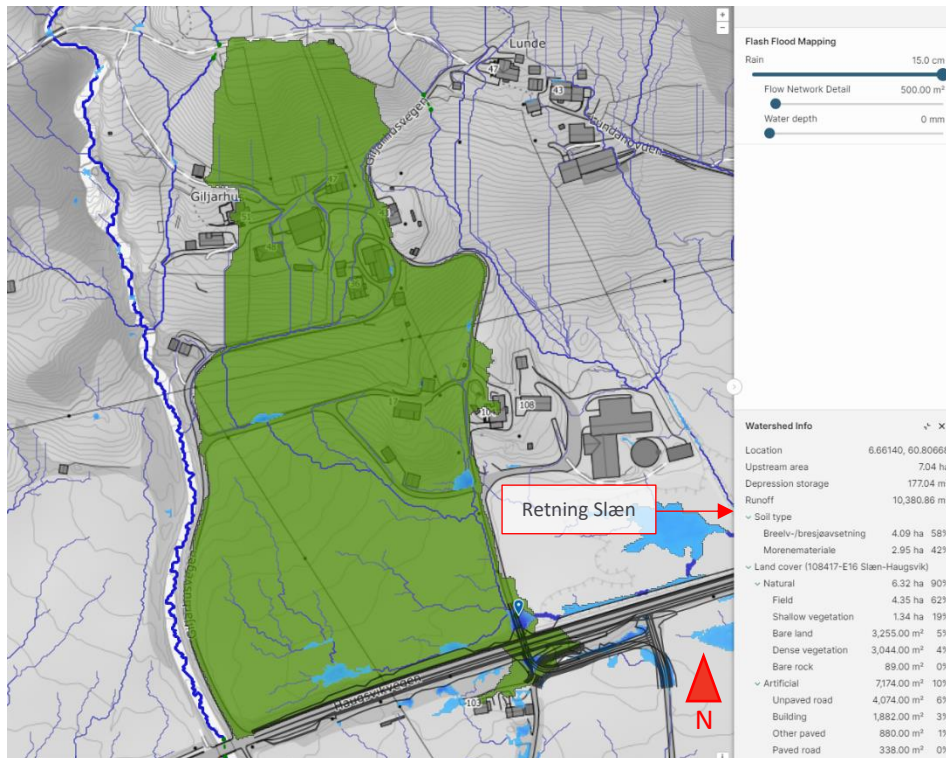 Lunde
47
43
Giljarhusvegen
Giljarhu
108
Retning Slæn
Giljarhusvegen
Haugsvikvegen
103
N
Flash Flood Mapping
Rain 15.0 cm
Flow Network Detail 500.00 m²
Water depth 0 mm
Watershed Info
Location 6.66140, 60.80668
Upstream area 7.04 ha
Depression storage 177.04 m
Runoff 10,380.86 m
Soil type
Breelv-/bresjøavsetning 4.09 ha 58%
Morenemateriale 2.95 ha 42%
Land cover (108417-E16 Slæn-Haugsvik)
Natural 6.32 ha 90%
Field 4.35 ha 62%
Shallow vegetation 1.34 ha 19%
Bare land 3,255.00 m² 5%
Dense vegetation 3,044.00 m² 4%
Bare rock 89.00 m² 0%
Artificial 7,174.00 m² 10%
Unpaved road 4,074.00 m² 6%
Building 1,882.00 m² 3%
Other paved 880.00 m² 1%
Paved road 338.00 m² 0%